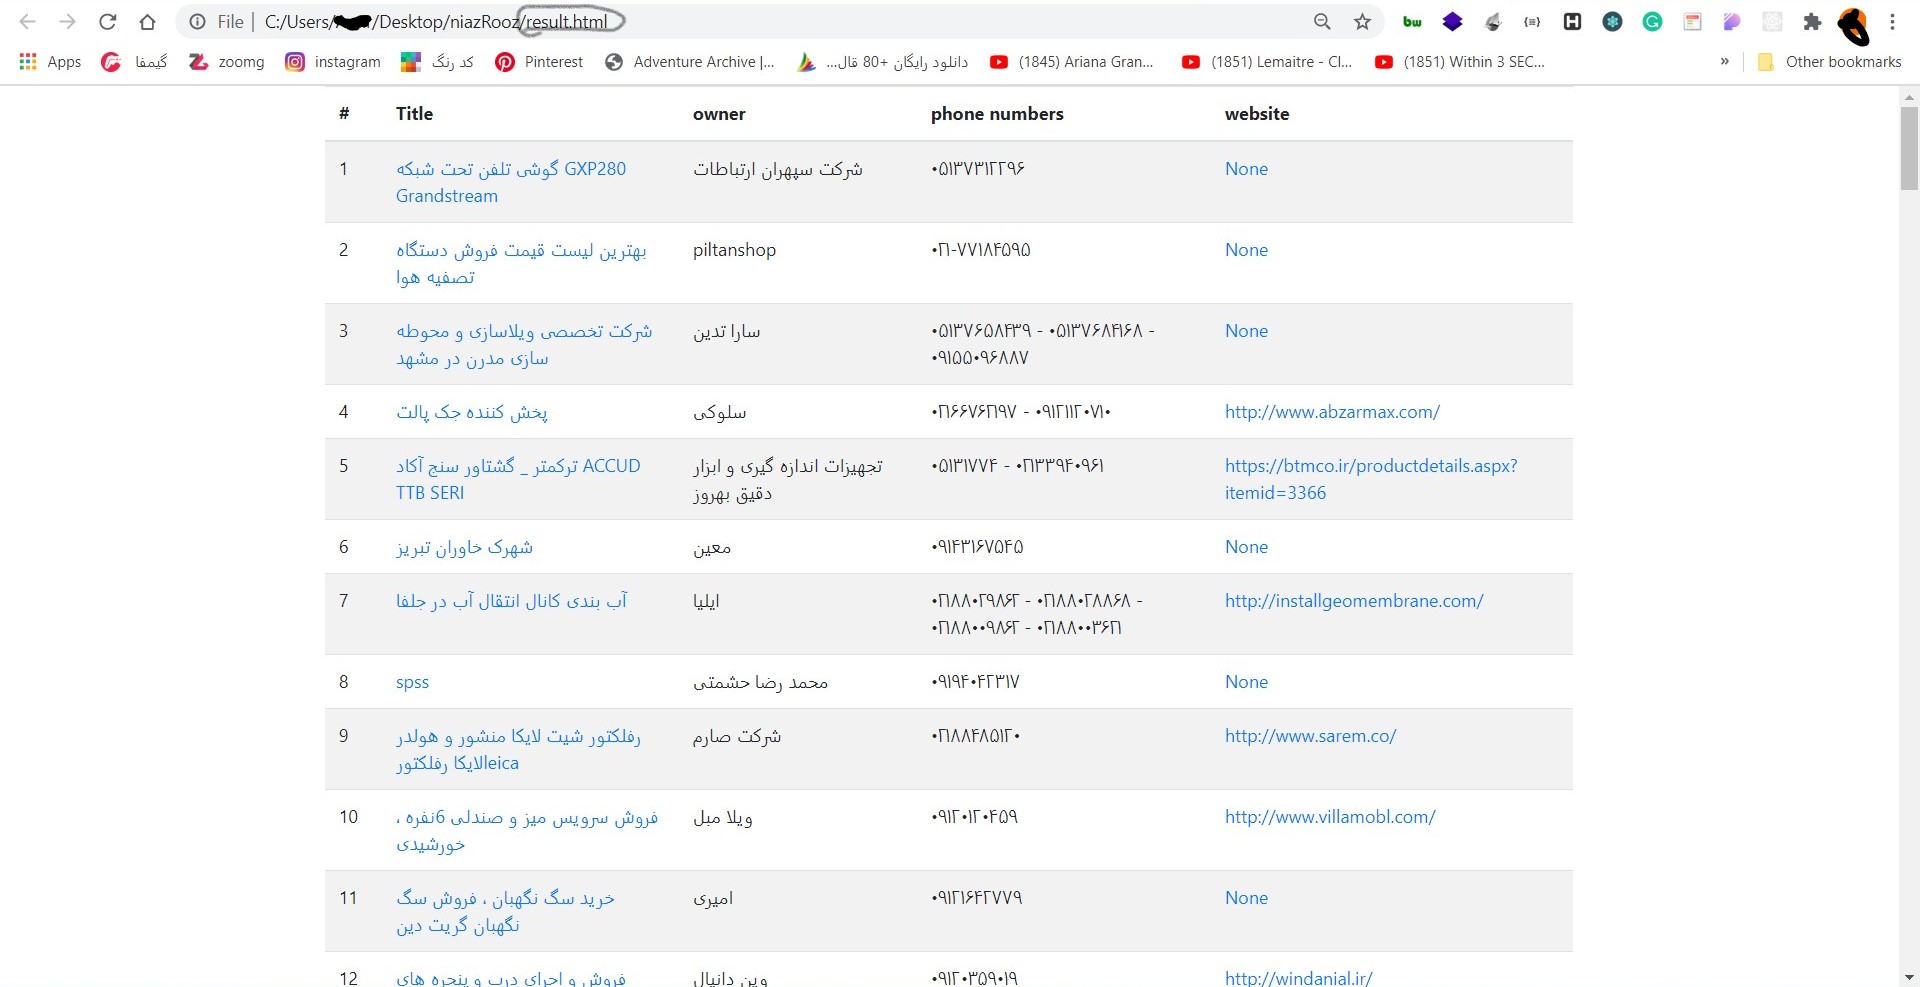 File | C:/Users/ /Desktop/niazRooz/result.html
Apps گیمفا zoomg instagram کد رنگ Pinterest Adventure Archive |... دانلود رایگان +80 فال... (1845) Ariana Gran... (1851) Lemaitre - Cl... (1851) Within 3 SEC... » Other bookmarks
# Title owner phone numbers website
1 گوشی تلفن تحت شبکه GXP280 شرکت سپهران ارتباطات ۰۵۱۳۷۳۱۲۲۹۶ None
Grandstream
2 بهترین لیست قیمت فروش دستگاه piltanshop ۰۲۱-۷۷۱۸۴۵۹۵ None
تصفیه هوا
3 شرکت تخصصی ویلاسازی و محوطه سارا تدین ۰۵۱۳۷۶۵۸۴۳۹ - ۰۵۱۳۷۶۸۴۱۶۸ - None
سازی مدرن در مشهد ۰۹۱۵۵۰۹۶۸۸۷
4 پخش کننده جک پالت سلوکی ۰۲۱۶۶۷۶۲۱۹۷ - ۰۹۱۲۱۱۲۰۷۱۰ http://www.abzarmax.com/
5 ترکمتر _ گشتاور سنج آکاد ACCUD تجهیزات اندازه گیری و ابزار ۰۵۱۳۱۷۷۴ - ۰۲۱۳۳۹۴۰۹۶۱ https://btmco.ir/productdetails.aspx?
TTB SERI دقیق بهروز itemid=3366
6 شهرک خاوران تبریز معین ۰۹۱۴۳۱۶۷۵۴۵ None
7 آب بندی کانال انتقال آب در جلفا ایلیا ۰۲۱۸۸۰۲۹۸۶۲ - ۰۲۱۸۸۰۲۸۸۶۸ - http://installgeomembrane.com/
۰۲۱۸۸۰۰۹۸۶۲ - ۰۲۱۸۸۰۰۳۶۲۱
8 spss محمد رضا حشمتی ۰۹۱۹۴۰۴۲۳۱۷ None
9 رفلکتور شیت لایکا منشور و هولدر شرکت صارم ۰۲۱۸۸۴۸۵۱۲۰ http://www.sarem.co/
لایکا رفلکتورleica
10 فروش سرویس میز و صندلی 6نفره ، ویلا مبل ۰۹۱۲۰۱۲۰۴۵۹ http://www.villamobl.com/
خورشیدی
11 خرید سگ نگهبان ، فروش سگ امیری ۰۹۱۲۱۶۴۲۷۷۹ None
نگهبان گریت دین
12 فروش و اجرای درب و پنجره های وین دانیال ۰۹۱۲۰۳۵۹۰۱۹ http://windanial.ir/